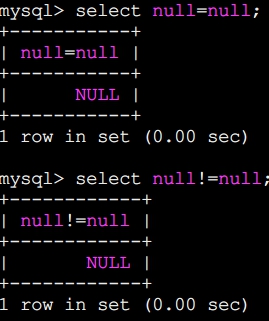 mysql> select null=null;
+-----------+
| null=null |
+-----------+
|      NULL |
+-----------+
1 row in set (0.00 sec)
mysql> select null!=null;
+------------+
| null!=null |
+------------+
|       NULL |
+------------+
1 row in set (0.00 sec)